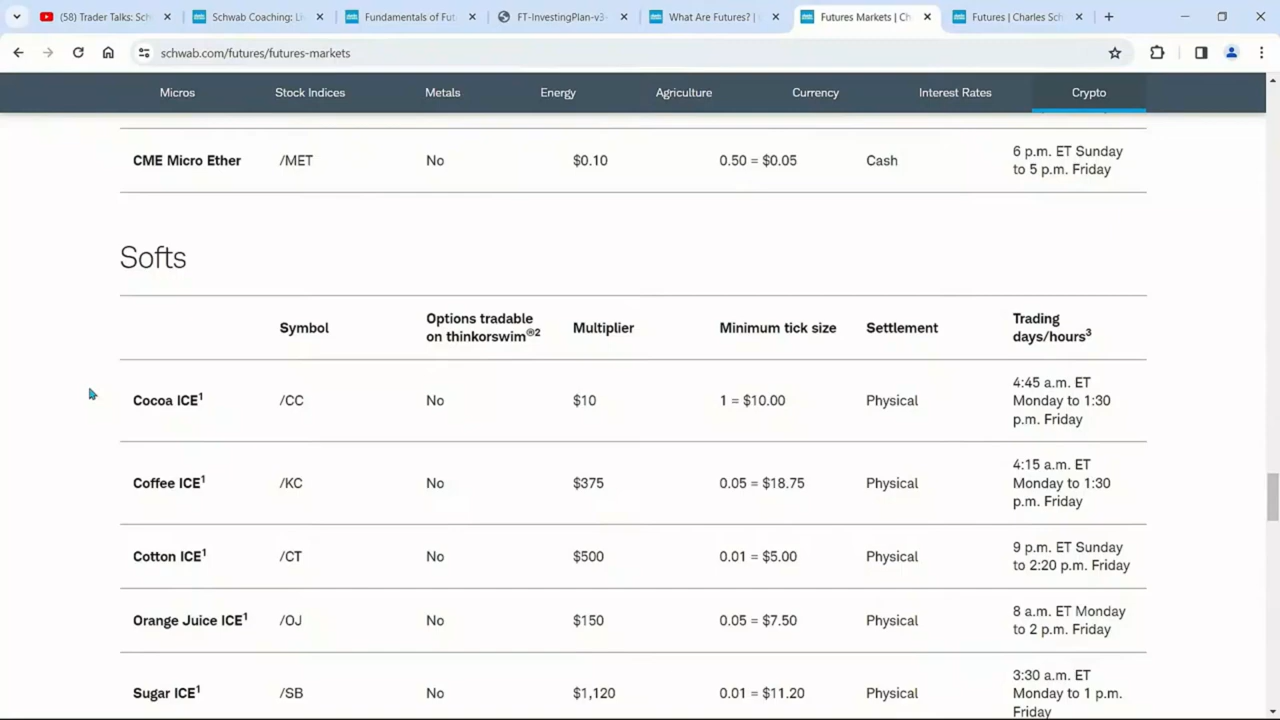 (58) Trader Talks: Sch
Schwab Coaching: Li
Fundamentals of Fut
FT-InvestingPlan-v3-
What Are Futures? | C
Futures Markets | Ch
Futures | Charles Sch
schwab.com/futures/futures-markets
Micros
Stock Indices
Metals
Energy
Agriculture
Currency
Interest Rates
Crypto
CME Micro Ether /MET No $0.10 0.50 = $0.05 Cash 6 p.m. ET Sunday
to 5 p.m. Friday
Softs
Symbol
Options tradable
on thinkorswim®2
Multiplier
Minimum tick size
Settlement
Trading
days/hours3
Cocoa ICE1 /CC No $10 1 = $10.00 Physical 4:45 a.m. ET
Monday to 1:30
p.m. Friday
Coffee ICE1 /KC No $375 0.05 = $18.75 Physical 4:15 a.m. ET
Monday to 1:30
p.m. Friday
Cotton ICE1 /CT No $500 0.01 = $5.00 Physical 9 p.m. ET Sunday
to 2:20 p.m. Friday
Orange Juice ICE1 /OJ No $150 0.05 = $7.50 Physical 8 a.m. ET Monday
to 2 p.m. Friday
Sugar ICE1 /SB No $1,120 0.01 = $11.20 Physical 3:30 a.m. ET
Monday to 1 p.m.
Friday